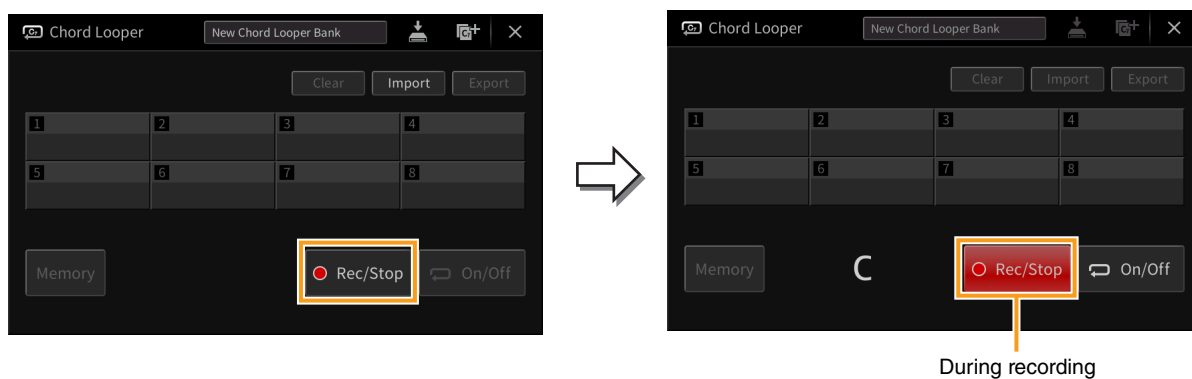 Chord Looper New Chord Looper Bank
Clear Import Export
1 2 3 4
5 6 7 8
Memory Rec/Stop On/Off
Chord Looper New Chord Looper Bank
Clear Import Export
1 2 3 4
5 6 7 8
Memory C Rec/Stop On/Off
During recording